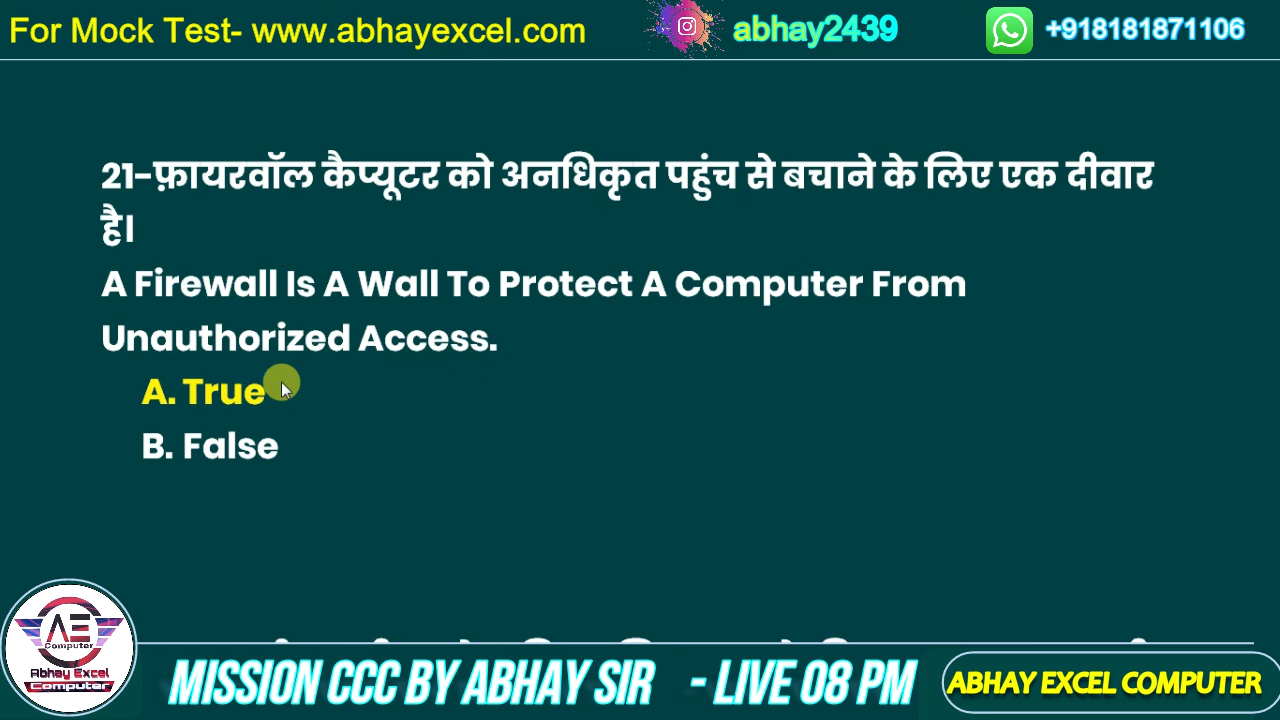 For Mock Test- www.abhayexcel.com
abhay2439
+918181871106
21-फ़ायरवॉल कैप्यूटर को अनधिकृत पहुंच से बचाने के लिए एक दीवार
है।
A Firewall Is A Wall To Protect A Computer From
Unauthorized Access.
A. True
B. False
AE
Computer
Abhay Excel
Computer
MISSION CCC BY ABHAY SIR - LIVE 08 PM
ABHAY EXCEL COMPUTER